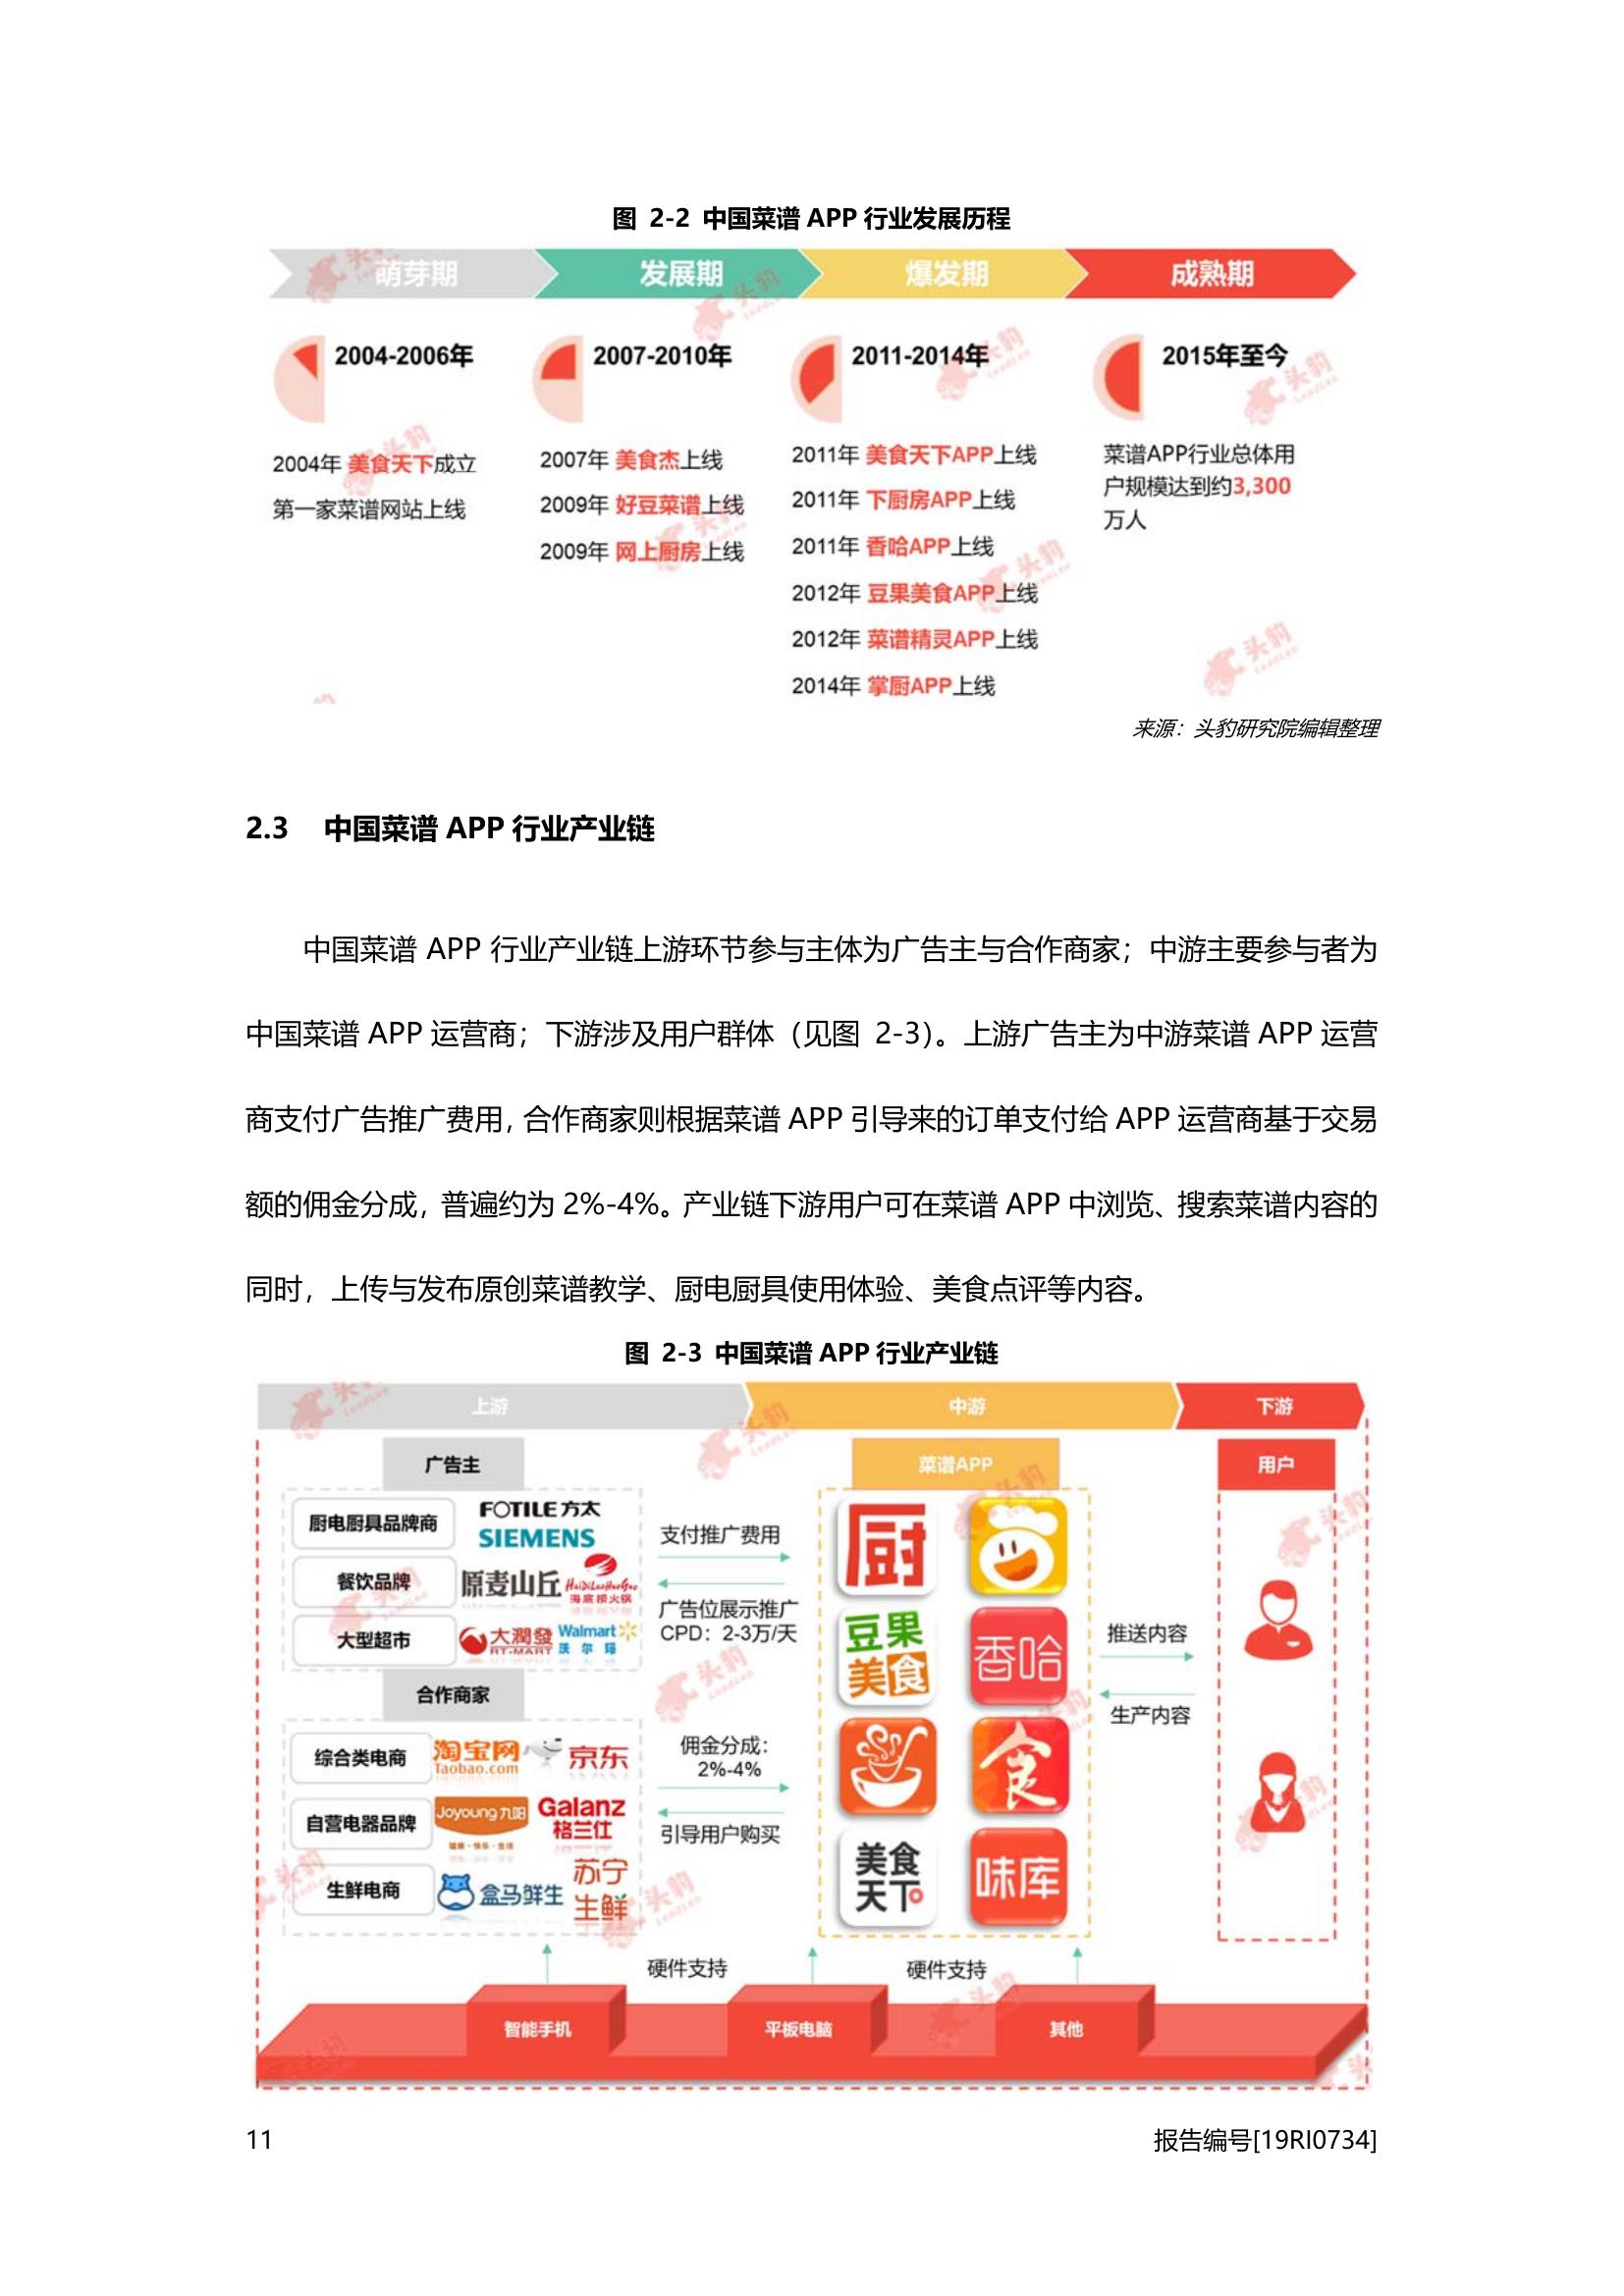 图 2-2 中国菜谱 APP 行业发展历程
萌芽期 发展期 爆发期 成熟期
2004-2006年 2007-2010年 2011-2014年 2015年至今
2004年 美食天下成立
第一家菜谱网站上线
2007年 美食杰上线
2009年 好豆菜谱上线
2009年 网上厨房上线
2011年 美食天下APP上线
2011年 下厨房APP上线
2011年 香哈APP上线
2012年 豆果美食APP上线
2012年 菜谱精灵APP上线
2014年 掌厨APP上线
菜谱APP行业总体用
户规模达到约3,300
万人
来源：头豹研究院编辑整理
2.3 中国菜谱 APP 行业产业链
中国菜谱 APP 行业产业链上游环节参与主体为广告主与合作商家；中游主要参与者为
中国菜谱 APP 运营商；下游涉及用户群体（见图 2-3）。上游广告主为中游菜谱 APP 运营
商支付广告推广费用，合作商家则根据菜谱 APP 引导来的订单支付给 APP 运营商基于交易
额的佣金分成，普遍约为 2%-4%。产业链下游用户可在菜谱 APP 中浏览、搜索菜谱内容的
同时，上传与发布原创菜谱教学、厨电厨具使用体验、美食点评等内容。
图 2-3 中国菜谱 APP 行业产业链
上游 中游 下游
广告主
厨电厨具品牌商
FOTILE 方太
SIEMENS
餐饮品牌
原麦山丘
HaiDiLaoHuoGuo
海底捞火锅
大型超市
大潤發
RT-MART
Walmart
沃尔玛
合作商家
综合类电商
淘宝网
Taobao.com
京东
自营电器品牌
Joyoung 九阳
健康·快乐·生活
Galanz
格兰仕
生鲜电商
盒马鲜生
苏宁
生鲜
支付推广费用
广告位展示推广
CPD：2-3万/天
佣金分成：
2%-4%
引导用户购买
菜谱APP
厨
豆果
美食
香哈
食
美食
天下
味库
推送内容
生产内容
用户
硬件支持 硬件支持
智能手机 平板电脑 其他
11 报告编号[19RI0734]
头豹
LeadLeo